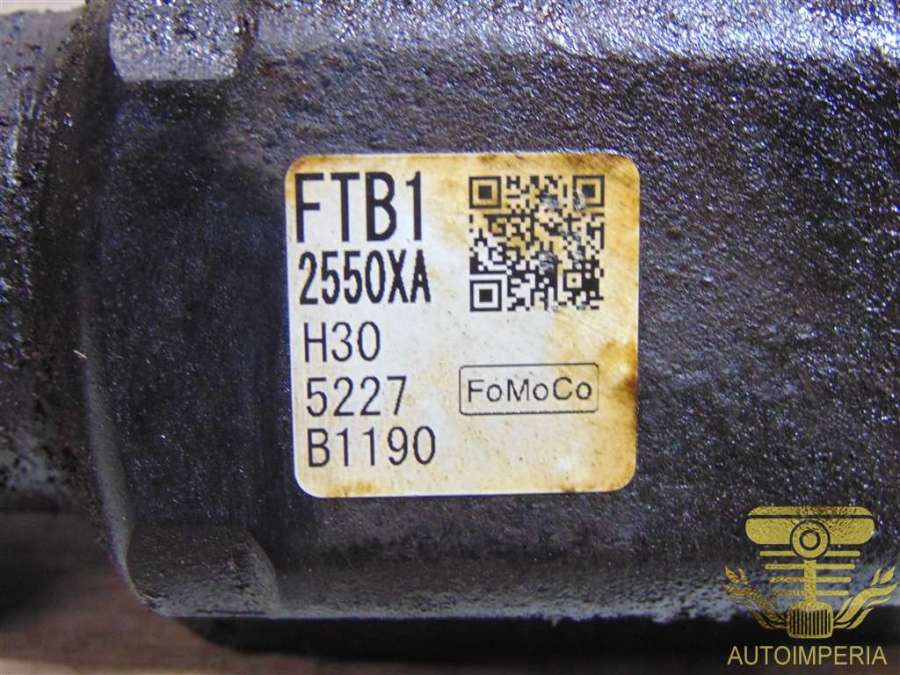 FTB1
2550XA
H30
5227
FoMoCo
B1190
AUTOIMPERIA